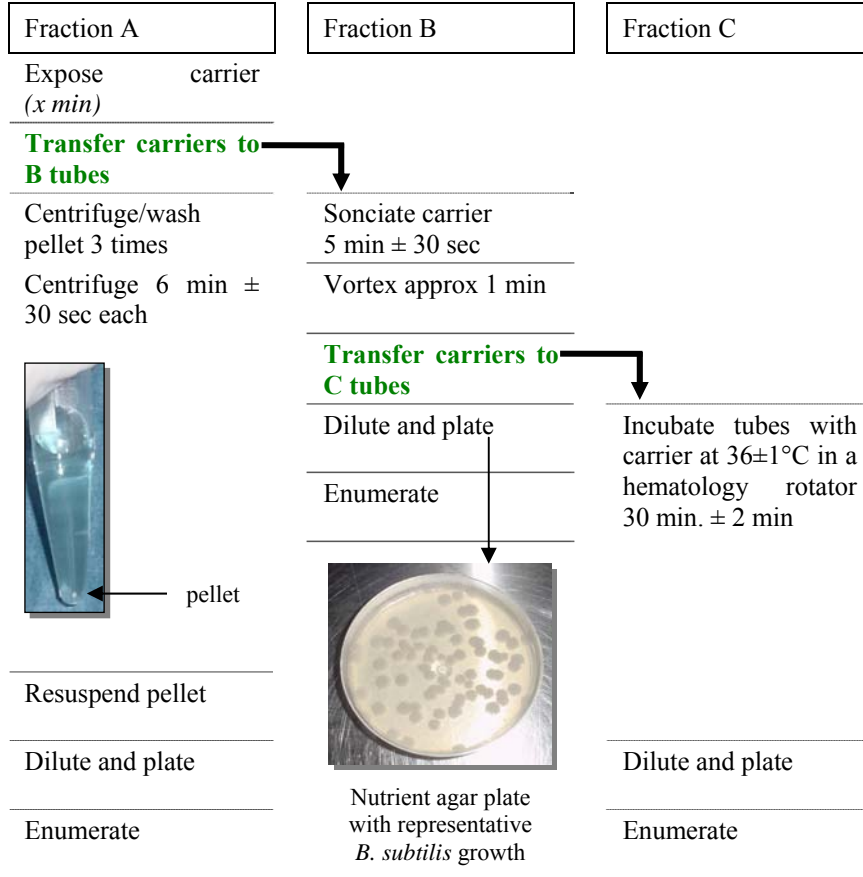 Fraction A
Expose carrier
(x min)
Transfer carriers to
B tubes
Centrifuge/wash
pellet 3 times
Centrifuge 6 min ±
30 sec each
pellet
Resuspend pellet
Dilute and plate
Enumerate
Fraction B
Sonciate carrier
5 min ± 30 sec
Vortex approx 1 min
Transfer carriers to
C tubes
Dilute and plate
Enumerate
Nutrient agar plate
with representative
B. subtilis growth
Fraction C
Incubate tubes with
carrier at 36±1°C in a
hematology rotator
30 min. ± 2 min
Dilute and plate
Enumerate